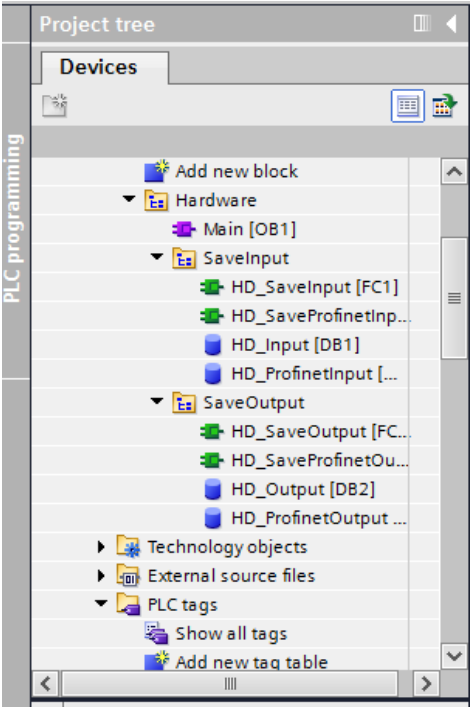 Project tree
Devices
PLC programming
Add new block
Hardware
Main [OB1]
SaveInput
HD_SaveInput [FC1]
HD_SaveProfinetInp...
HD_Input [DB1]
HD_ProfinetInput [...
SaveOutput
HD_SaveOutput [FC...
HD_SaveProfinetOu...
HD_Output [DB2]
HD_ProfinetOutput ...
Technology objects
External source files
PLC tags
Show all tags
Add new tag table